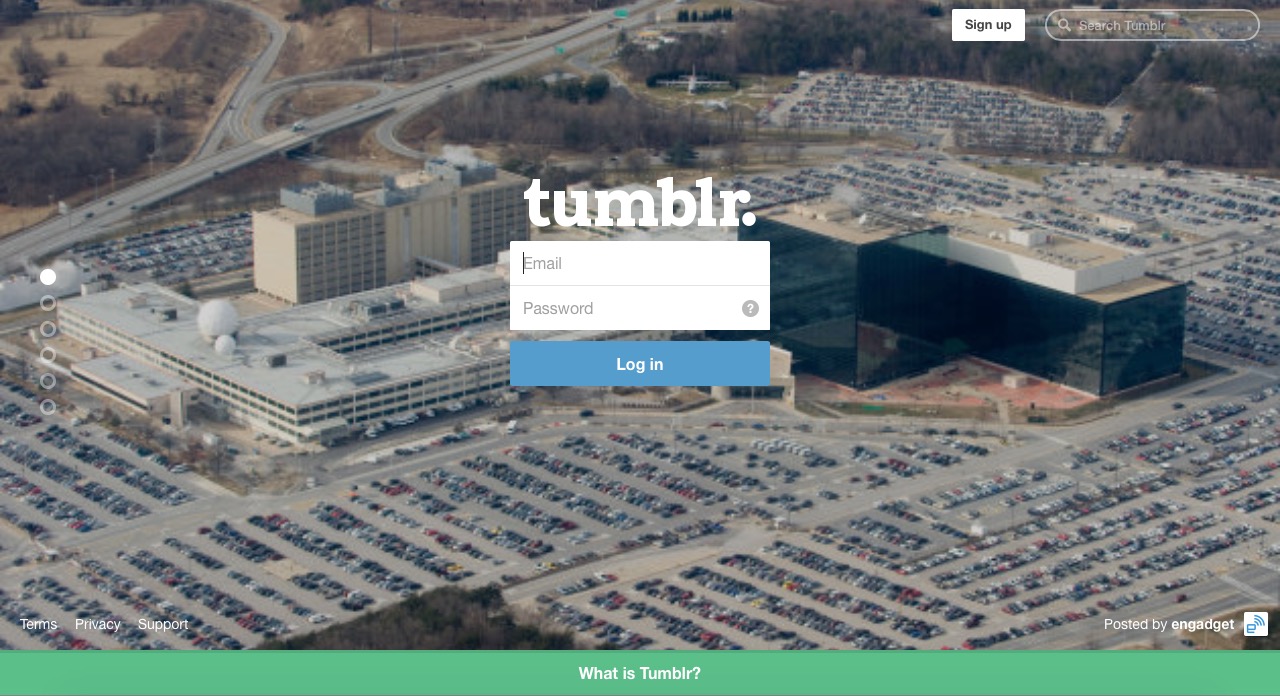 Sign up
Search Tumblr
tumblr.
Email
Password
?
Log in
Terms Privacy Support
Posted by engadget
What is Tumblr?